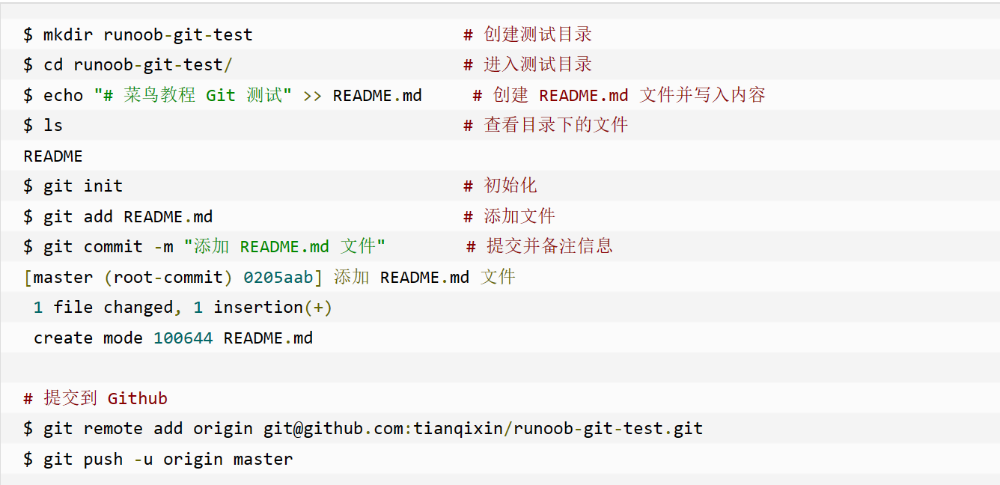 $ mkdir runoob-git-test # 创建测试目录
$ cd runoob-git-test/ # 进入测试目录
$ echo "# 菜鸟教程 Git 测试" >> README.md # 创建 README.md 文件并写入内容
$ ls # 查看目录下的文件
README
$ git init # 初始化
$ git add README.md # 添加文件
$ git commit -m "添加 README.md 文件" # 提交并备注信息
[master (root-commit) 0205aab] 添加 README.md 文件
1 file changed, 1 insertion(+)
create mode 100644 README.md
# 提交到 Github
$ git remote add origin git@github.com:tianqixin/runoob-git-test.git
$ git push -u origin master